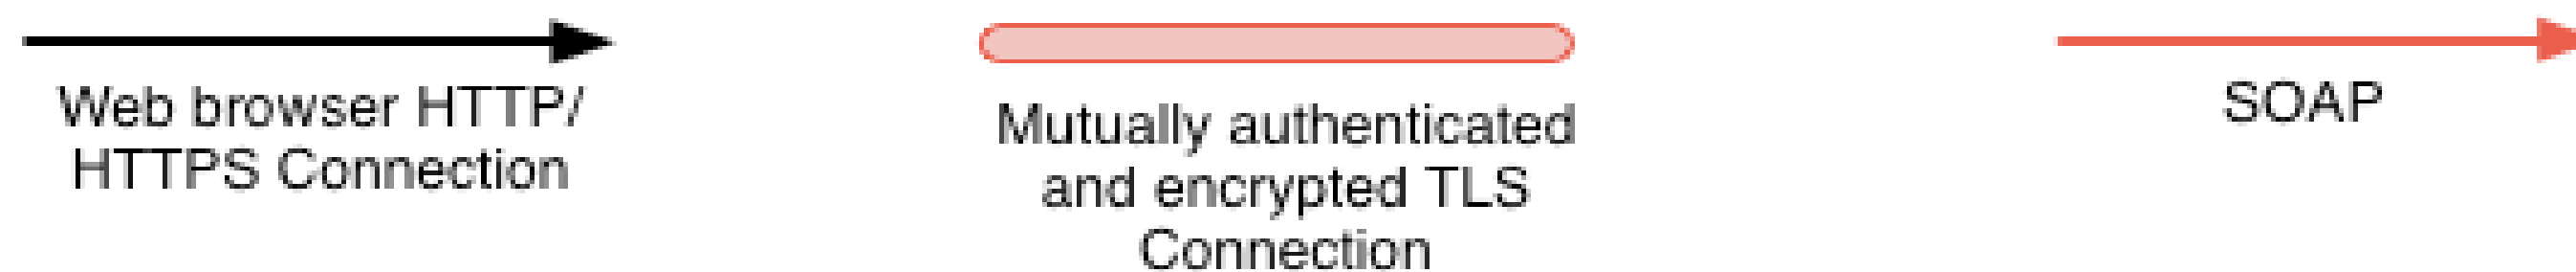 Web browser HTTP/
HTTPS Connection
Mutually authenticated
and encrypted TLS
Connection
SOAP